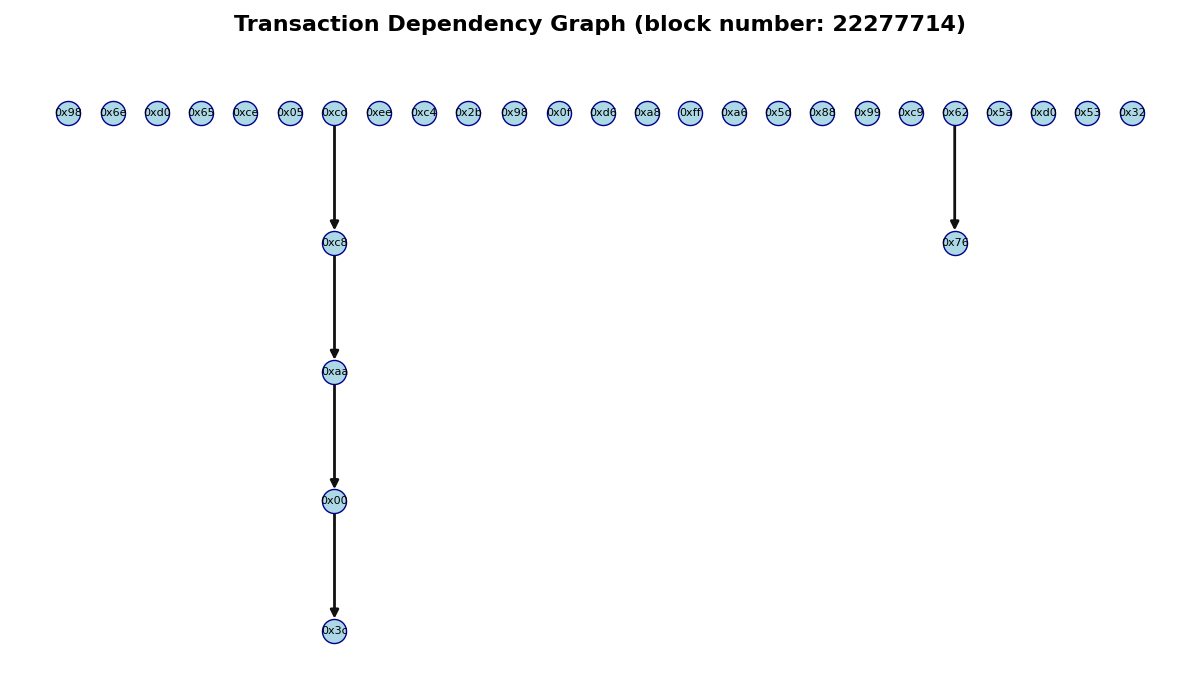 Transaction Dependency Graph (block number: 22277714)
0x98 0x6e 0xd0 0x65 0xce 0x05 0xcd 0xee 0xc4 0x2b 0x98 0x0f 0xd6 0xa8 0xff 0xa6 0x5d 0x88 0x99 0xc9 0x62 0x5a 0xd0 0x53 0x32
0xc8 0x76
0xaa
0x00
0x3c